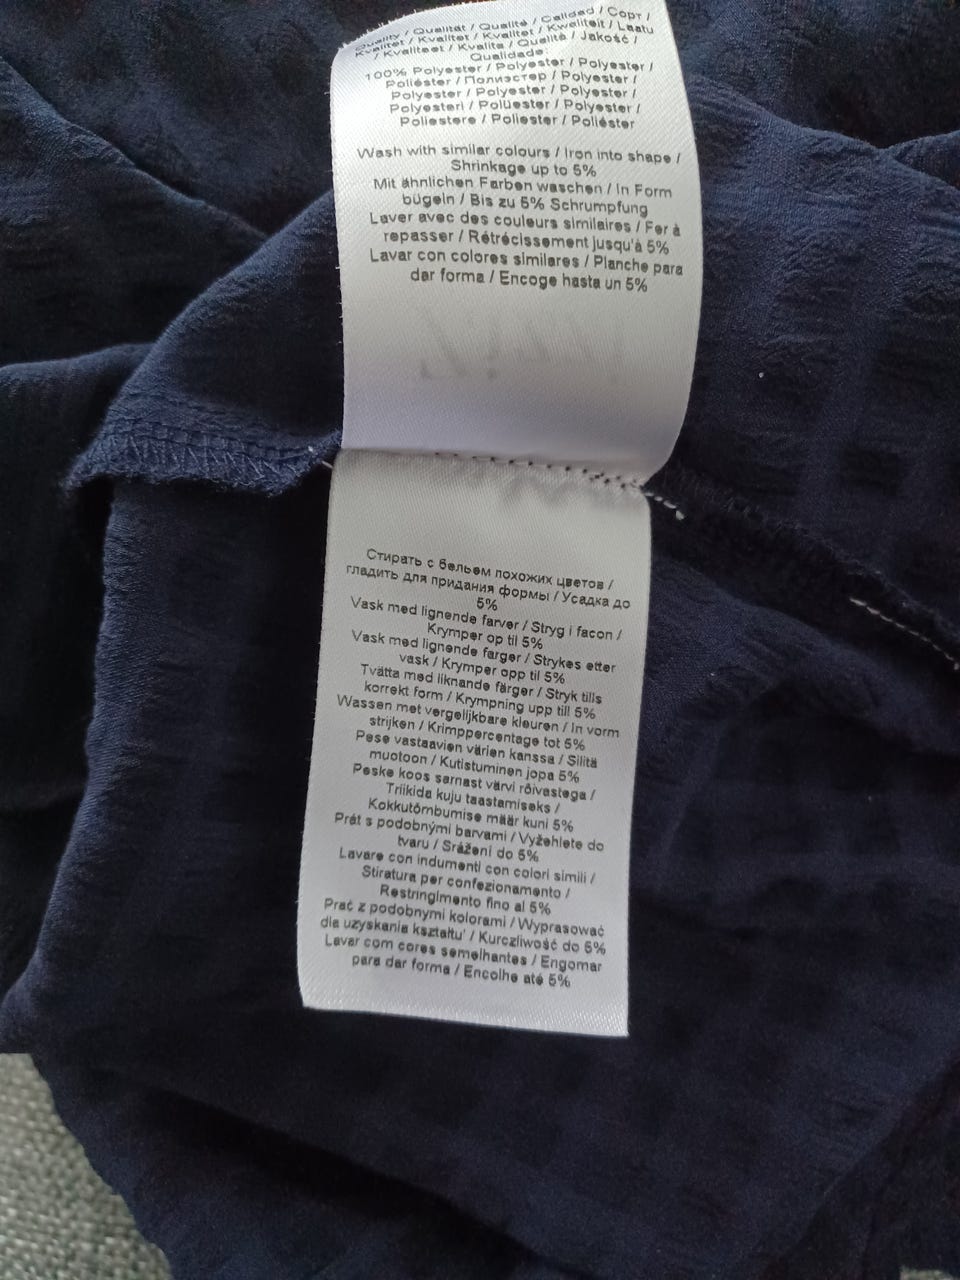 Quality / Qualität / Qualité / Calidad / Сорт /
Kvalitet / Kvalitet / Kvalitet / Kwaliteit / Laatu
/ Kvaliteet / Kvalita / Qualità / Jakość /
Qualidade
100% Polyester / Polyester / Polyester /
Poliéster / Полиэстер / Polyester /
Polyester / Polyester / Polyester /
Polyesteri / Polüester / Polyester /
Poliestere / Poliester / Poliéster
Wash with similar colours / Iron into shape /
Shrinkage up to 5%
Mit ähnlichen Farben waschen / In Form
bügeln / Bis zu 5% Schrumpfung
Laver avec des couleurs similaires / Fer à
repasser / Rétrécissement jusqu'à 5%
Lavar con colores similares / Planche para
dar forma / Encoge hasta un 5%
Стирать с бельем похожих цветов /
гладить для придания формы / Усадка до
5%
Vask med lignende farver / Stryg i facon /
Krymper op til 5%
Vask med lignende farger / Strykes etter
vask / Krymper opp til 5%
Tvätta med liknande färger / Stryk tills
korrekt form / Krympning upp till 5%
Wassen met vergelijkbare kleuren / In vorm
strijken / Krimppercentage tot 5%
Pese vastaavien värien kanssa / Silitä
muotoon / Kutistuminen jopa 5%
Peske koos sarnast värvi rõivastega /
Triikida kuju taastamiseks /
Kokkutõmbumise määr kuni 5%
Prát s podobnými barvami / Vyžehlete do
tvaru / Srážení do 5%
Lavare con indumenti con colori simili /
Stiratura per confezionamento /
Restringimento fino al 5%
Prać z podobnymi kolorami / Wyprasować
dla uzyskania kształtu' / Kurczliwość do 5%
Lavar com cores semelhantes / Engomar
para dar forma / Encolhe até 5%